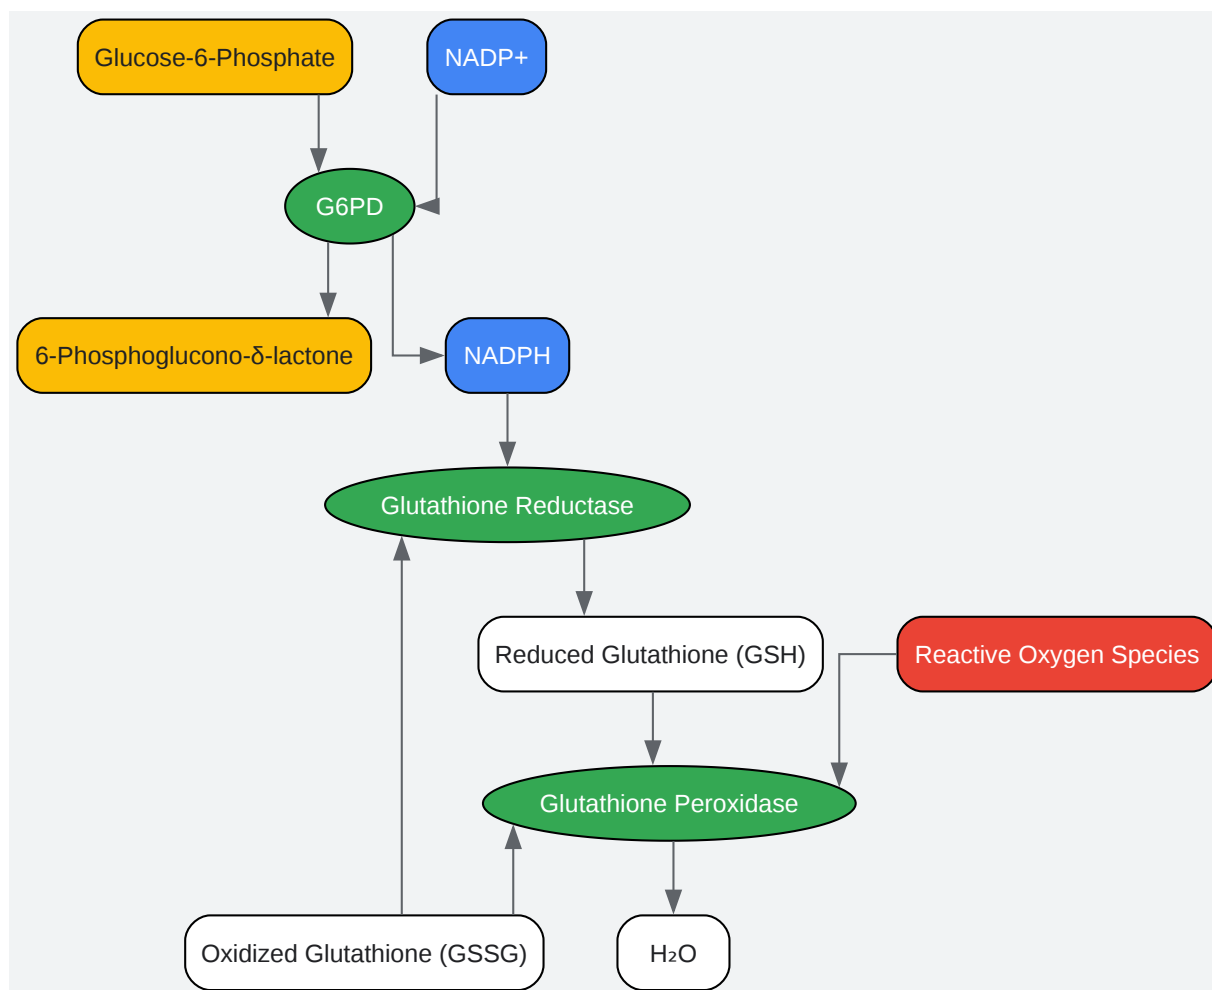 Glucose-6-Phosphate
NADP+
G6PD
6-Phosphoglucono-δ-lactone
NADPH
Glutathione Reductase
Reduced Glutathione (GSH)
Reactive Oxygen Species
Glutathione Peroxidase
Oxidized Glutathione (GSSG)
H₂O